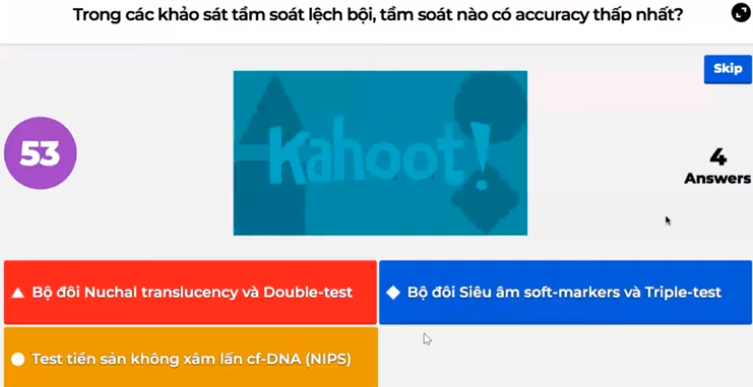 Trong các khảo sát tầm soát lệch bội, tầm soát nào có accuracy thấp nhất?
Skip
Kahoot!
53
4
Answers
Bộ đôi Nuchal translucency và Double-test
Bộ đôi Siêu âm soft-markers và Triple-test
Test tiền sản không xâm lấn cf-DNA (NIPS)